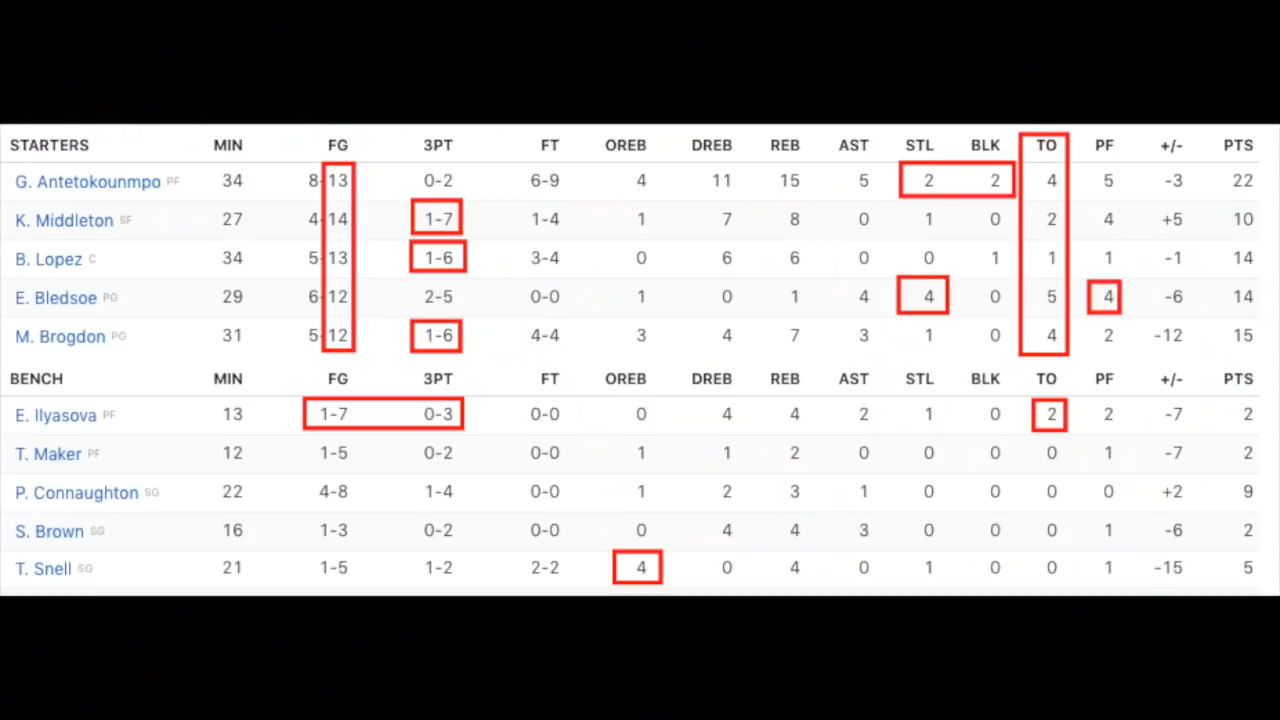 STARTERS MIN FG 3PT FT OREB DREB REB AST STL BLK TO PF +/- PTS
G. Antetokounmpo PF 34 8-13 0-2 6-9 4 11 15 5 2 2 4 5 -3 22
K. Middleton SF 27 4-14 1-7 1-4 1 7 8 0 1 0 2 4 +5 10
B. Lopez C 34 5-13 1-6 3-4 0 6 6 0 0 1 1 1 -1 14
E. Bledsoe PG 29 6-12 2-5 0-0 1 0 1 4 4 0 5 4 -6 14
M. Brogdon PG 31 5-12 1-6 4-4 3 4 7 3 1 0 4 2 -12 15
BENCH MIN FG 3PT FT OREB DREB REB AST STL BLK TO PF +/- PTS
E. Ilyasova PF 13 1-7 0-3 0-0 0 4 4 2 1 0 2 2 -7 2
T. Maker PF 12 1-5 0-2 0-0 1 1 2 0 0 0 0 1 -7 2
P. Connaughton SG 22 4-8 1-4 0-0 1 2 3 1 0 0 0 0 +2 9
S. Brown SG 16 1-3 0-2 0-0 0 4 4 3 0 0 0 1 -6 2
T. Snell SG 21 1-5 1-2 2-2 4 0 4 0 1 0 0 1 -15 5